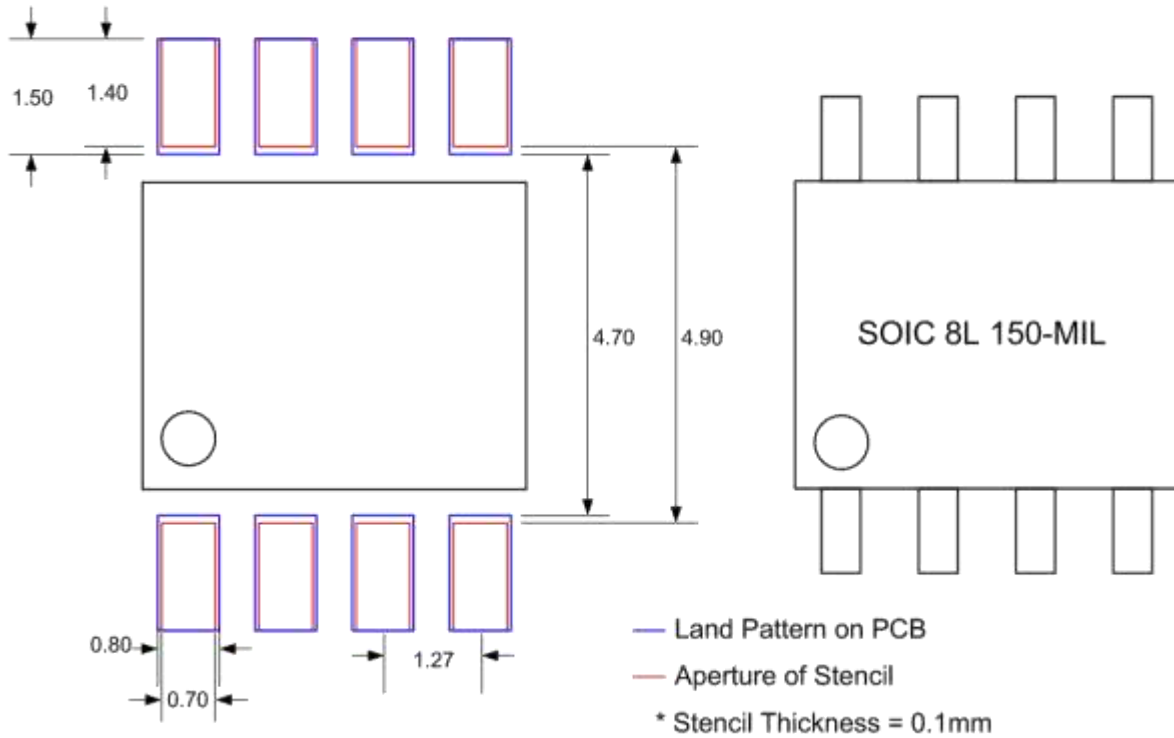 1.50
1.40
4.70
4.90
SOIC 8L 150-MIL
0.80
1.27
0.70
Land Pattern on PCB
Aperture of Stencil
* Stencil Thickness = 0.1mm